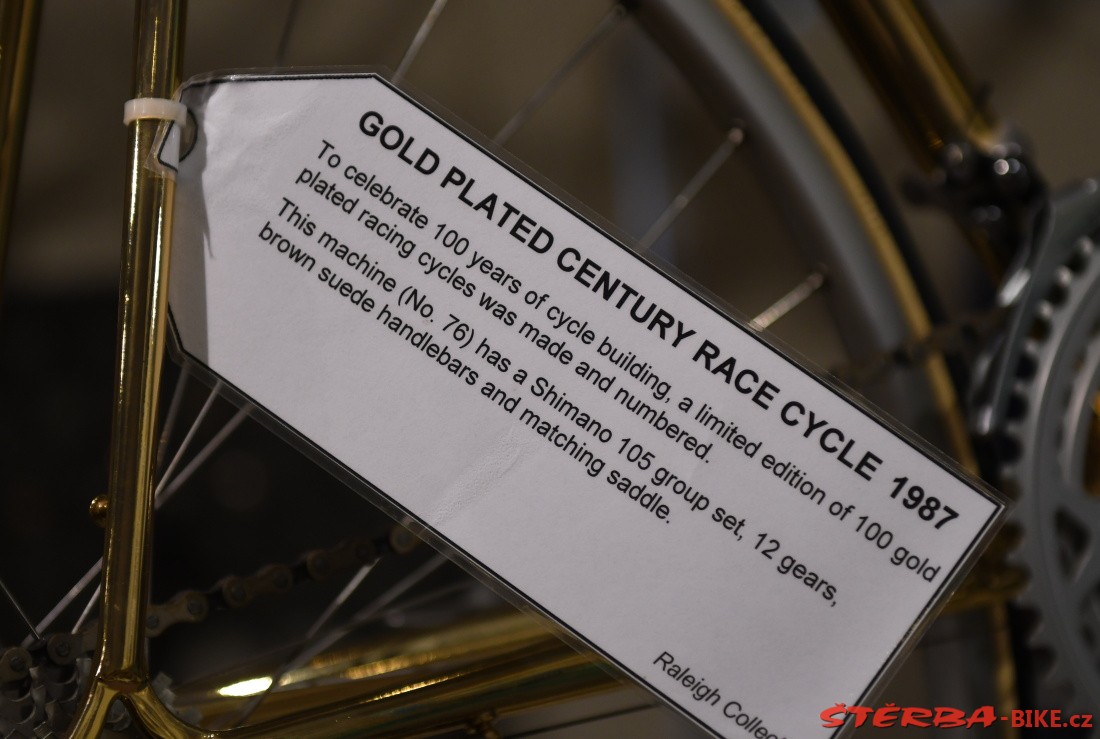 GOLD PLATED CENTURY RACE CYCLE 1987
To celebrate 100 years of cycle building, a limited edition of 100 gold
plated racing cycles was made and numbered.
This machine (No. 76) has a Shimano 105 group set, 12 gears,
brown suede handlebars and matching saddle.
Raleigh
ŠTĚRBA-BIKE.cz